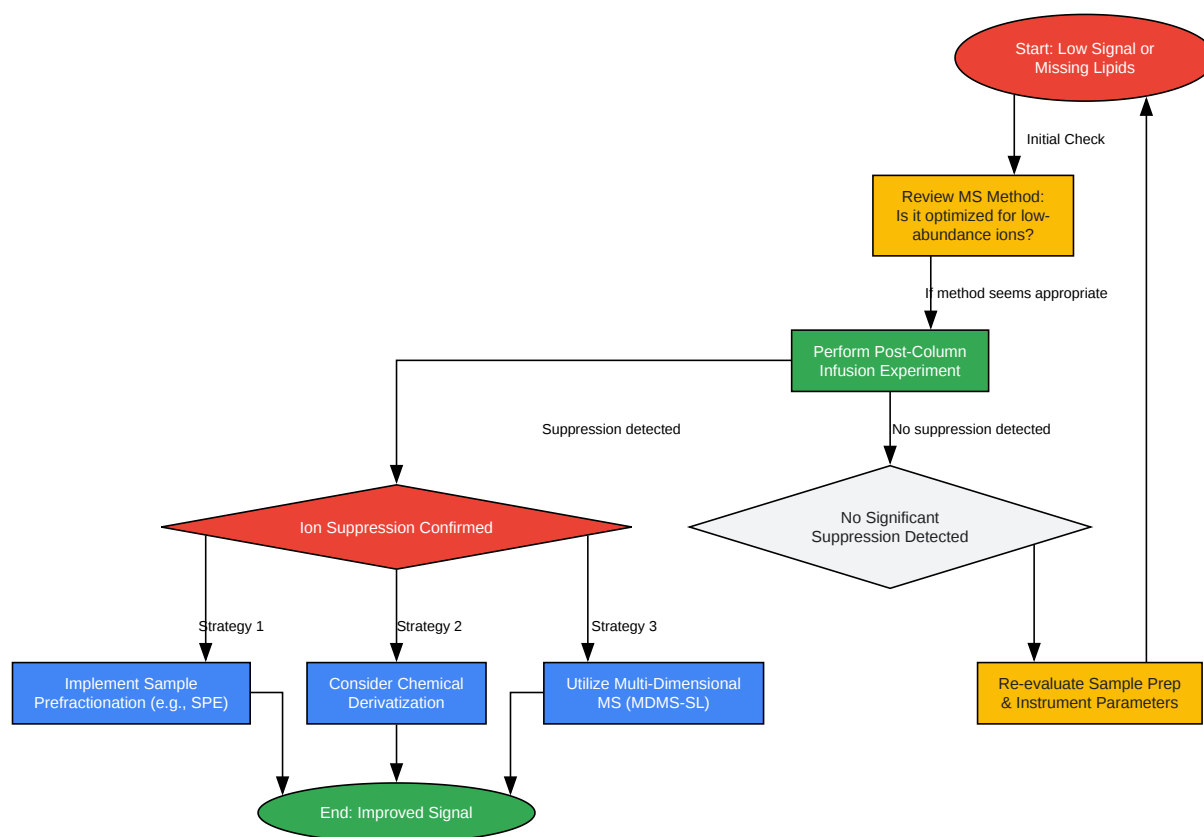 Start: Low Signal or
Missing Lipids
Initial Check
Review MS Method:
Is it optimized for low-
abundance ions?
If method seems appropriate
Perform Post-Column
Infusion Experiment
Suppression detected
No suppression detected
Ion Suppression Confirmed
No Significant
Suppression Detected
Strategy 1
Strategy 2
Strategy 3
Implement Sample
Prefractionation (e.g., SPE)
Consider Chemical
Derivatization
Utilize Multi-Dimensional
MS (MDMS-SL)
Re-evaluate Sample Prep
& Instrument Parameters
End: Improved Signal